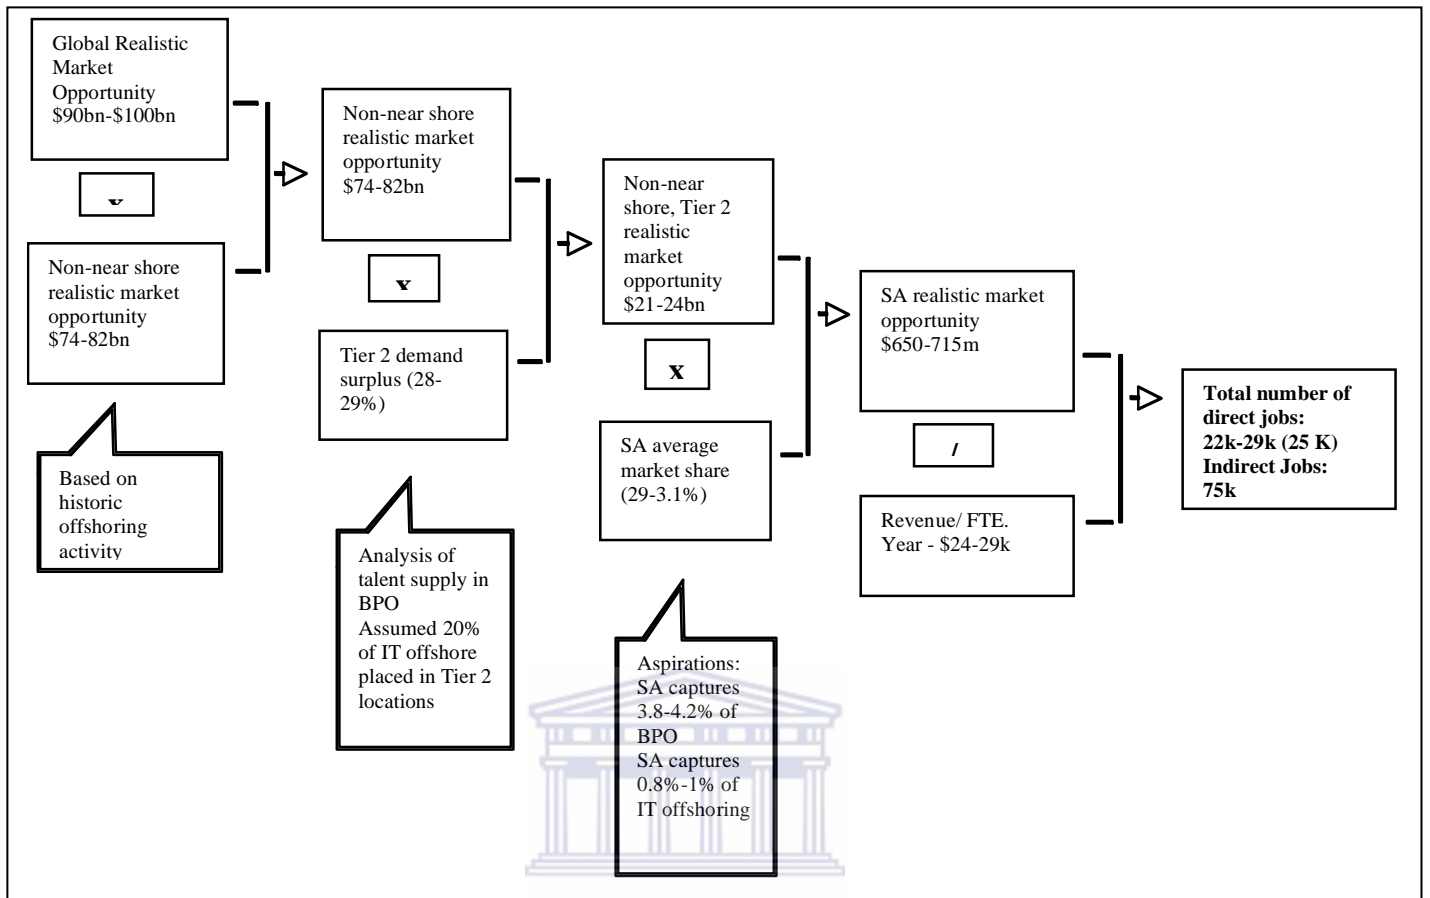 Global Realistic
Market
Opportunity
$90bn-$100bn
Non-near shore
realistic market
opportunity
$74-82bn
Based on
historic
offshoring
activity
Non-near shore
realistic market
opportunity
$74-82bn
Tier 2 demand
surplus (28-
29%)
Analysis of
talent supply in
BPO
Assumed 20%
of IT offshore
placed in Tier 2
locations
Non-near
shore, Tier 2
realistic
market
opportunity
$21-24bn
x
SA average
market share
(29-3.1%)
Aspirations:
SA captures
3.8-4.2% of
BPO
SA captures
0.8%-1% of
IT offshoring
SA realistic market
opportunity
$650-715m
/
Revenue/ FTE.
Year - $24-29k
Total number of
direct jobs:
22k-29k (25 K)
Indirect Jobs:
75k